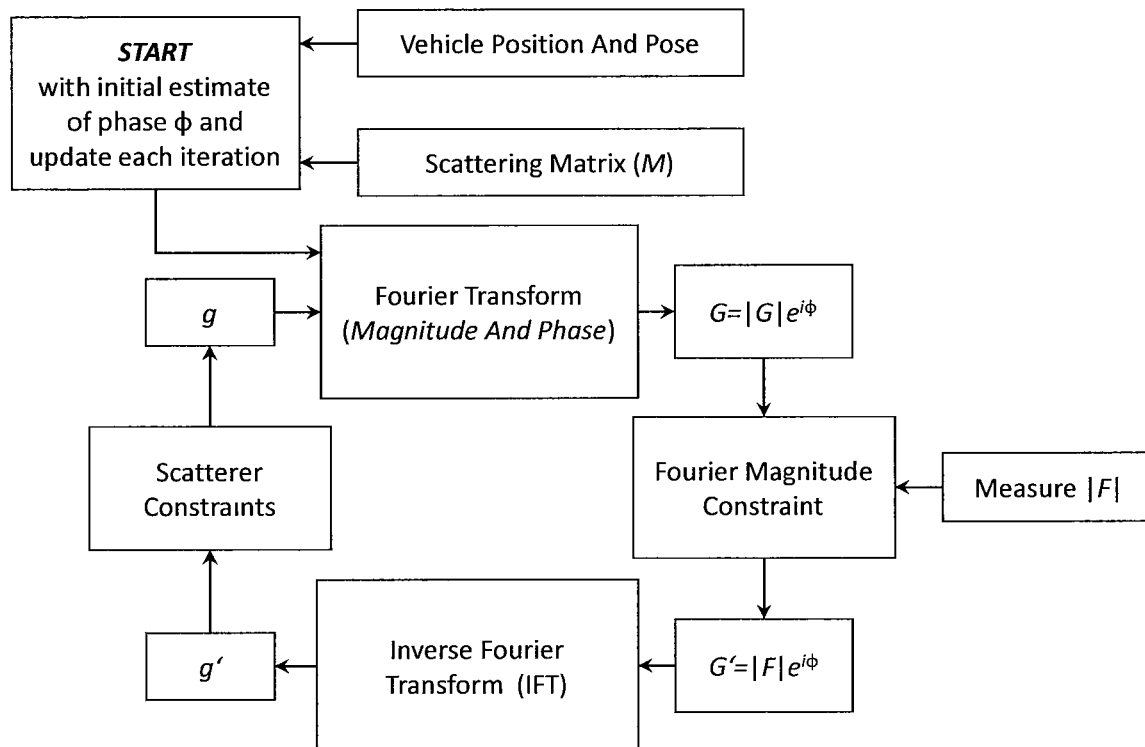 START
with initial estimate
of phase ϕ and
update each iteration
Vehicle Position And Pose
Scattering Matrix (M)
g
Fourier Transform
(Magnitude And Phase)
G=|G|e^{iϕ}
Scatterer
Constraints
Fourier Magnitude
Constraint
Measure |F|
g‘
Inverse Fourier
Transform (IFT)
G‘=|F|e^{iϕ}